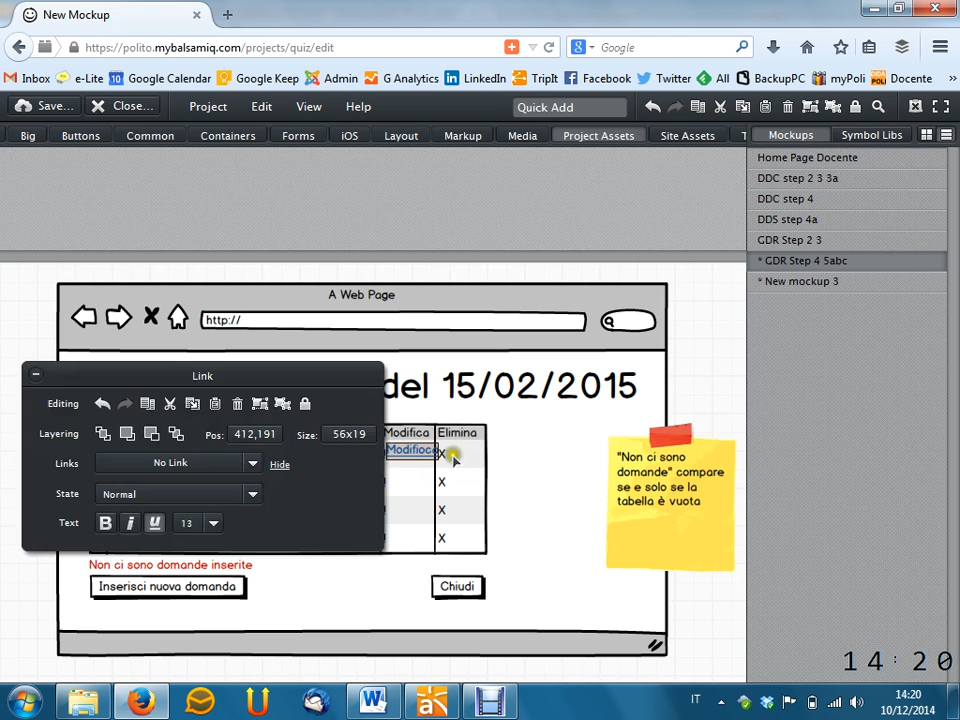 New Mockup
https://polito.mybalsamiq.com/projects/quiz/edit
Google
Inbox e-Lite Google Calendar Google Keep Admin G Analytics LinkedIn TripIt Facebook Twitter All BackupPC myPoli Docente »
Save... Close... Project Edit View Help Quick Add
Big Buttons Common Containers Forms iOS Layout Markup Media Project Assets Site Assets T Mockups Symbol Libs
Home Page Docente
DDC step 2 3 3a
DDC step 4
DDS step 4a
GDR Step 2 3
* GDR Step 4 5abc
* New mockup 3
A Web Page
http://
Link
del 15/02/2015
Editing
Layering Pos: 412,191 Size: 56x19
Links No Link Hide
State Normal
Text B i U 13
Modifica Elimina
Modifioca X
X
X
X
"Non ci sono
domande" compare
se e solo se la
tabella è vuota
Non ci sono domande inserite
Inserisci nuova domanda Chiudi
14:20
IT
14:20
10/12/2014